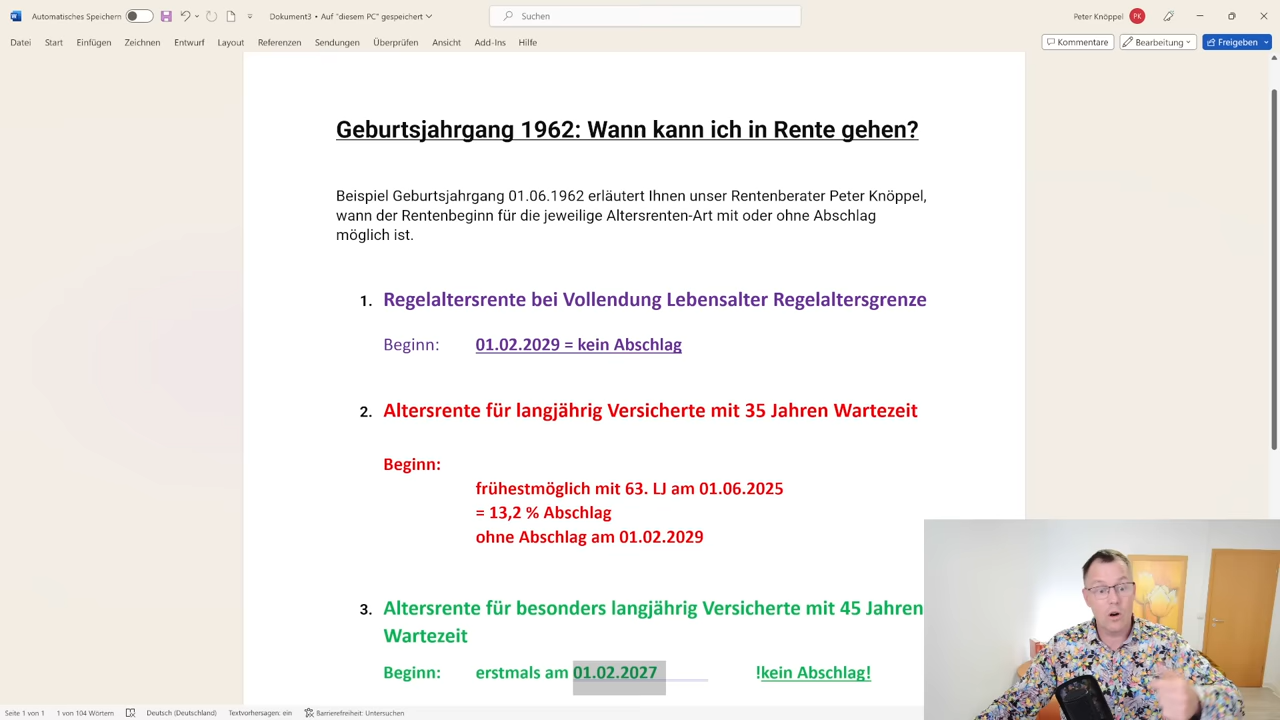 Automatisches Speichern
Dokument3 • Auf "diesem PC" gespeichert
Suchen
Peter Knöppel
PK
Datei Start Einfügen Zeichnen Entwurf Layout Referenzen Sendungen Überprüfen Ansicht Add-Ins Hilfe
Kommentare Bearbeitung Freigeben
Geburtsjahrgang 1962: Wann kann ich in Rente gehen?
Beispiel Geburtsjahrgang 01.06.1962 erläutert Ihnen unser Rentenberater Peter Knöppel,
wann der Rentenbeginn für die jeweilige Altersrenten-Art mit oder ohne Abschlag
möglich ist.
1. Regelaltersrente bei Vollendung Lebensalter Regelaltersgrenze
Beginn: 01.02.2029 = kein Abschlag
2. Altersrente für langjährig Versicherte mit 35 Jahren Wartezeit
Beginn:
frühestmöglich mit 63. LJ am 01.06.2025
= 13,2 % Abschlag
ohne Abschlag am 01.02.2029
3. Altersrente für besonders langjährig Versicherte mit 45 Jahren
Wartezeit
Beginn: erstmals am 01.02.2027 !kein Abschlag!
Seite 1 von 1 1 von 104 Wörtern Deutsch (Deutschland) Textvorhersagen: ein Barrierefreiheit: Untersuchen